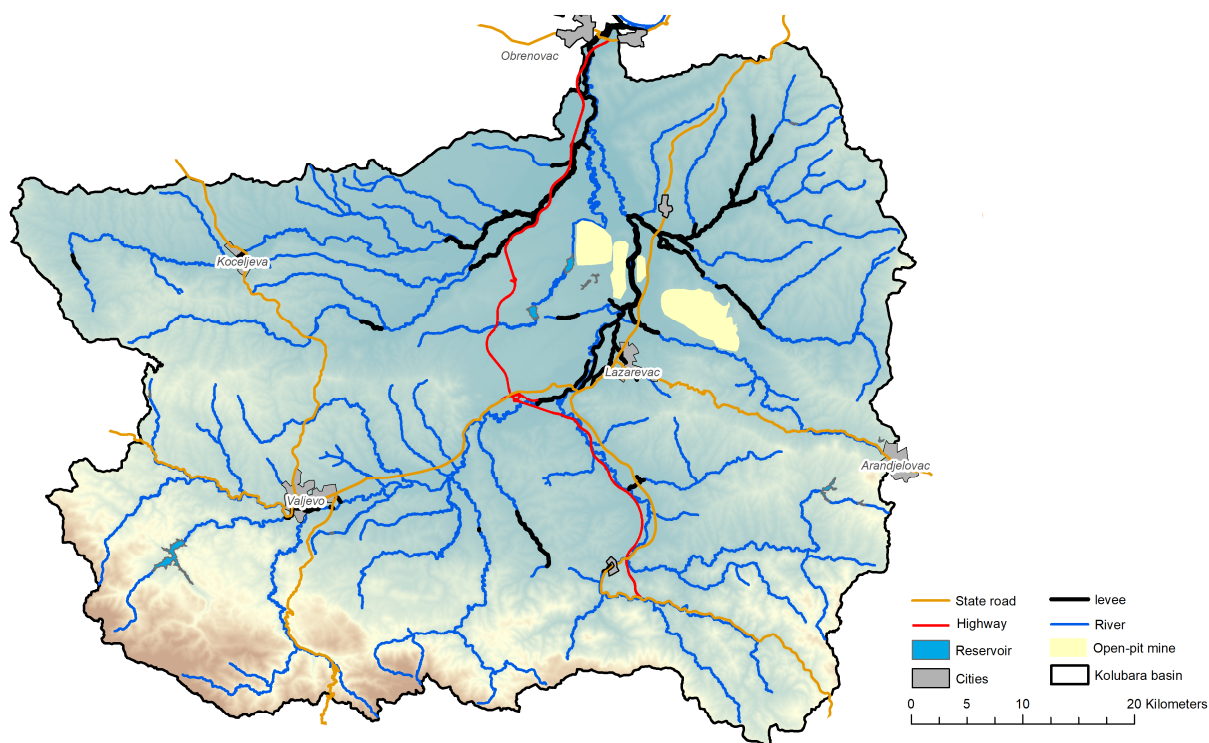 Obrenovac
Koceljeva
Lazarevac
Arandjelovac
Valjevo
State road
levee
Highway
River
Reservoir
Open-pit mine
Cities
Kolubara basin
0 5 10 20 Kilometers